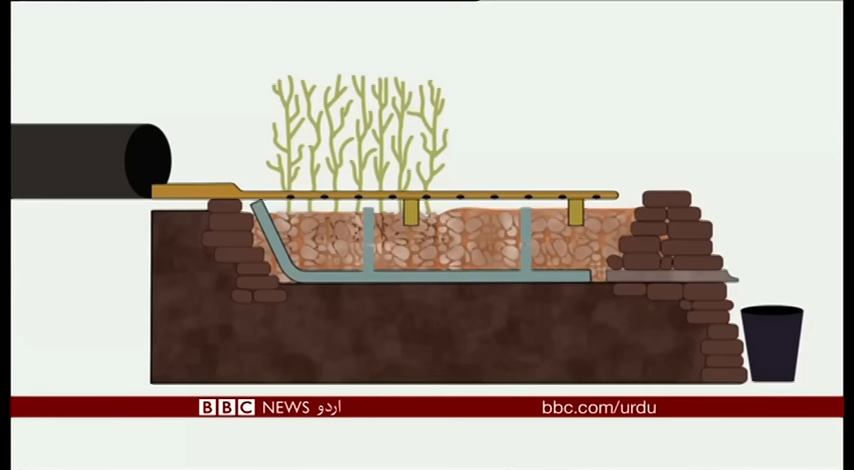 BBC NEWS اردو
bbc.com/urdu